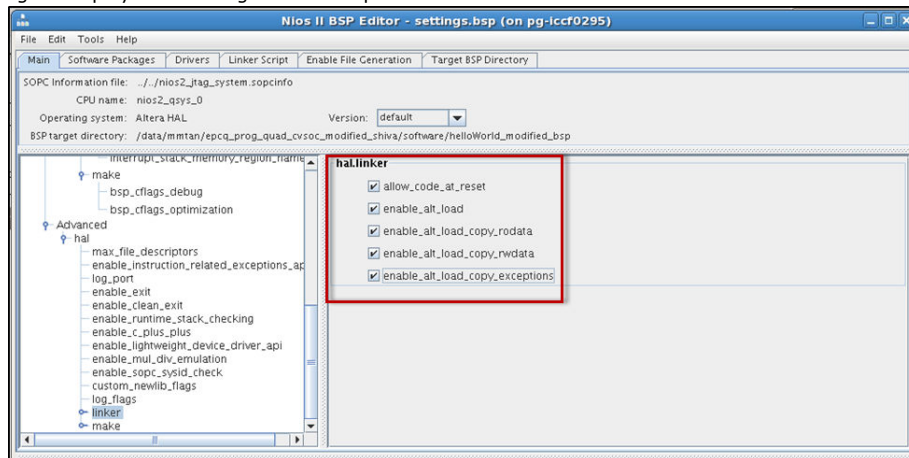 Nios II BSP Editor - settings.bsp (on pg-iccf0295)
File Edit Tools Help
Main Software Packages Drivers Linker Script Enable File Generation Target BSP Directory
SOPC Information file: ../../nios2_jtag_system.sopcinfo
CPU name: nios2_qsys_0
Operating system: Altera HAL Version: default
BSP target directory: /data/mmtan/epcq_prog_quad_cvsoc_modified_shiva/software/helloWorld_modified_bsp
interrupt_stack_memory_region_name
make
bsp_cflags_debug
bsp_cflags_optimization
Advanced
hal
max_file_descriptors
enable_instruction_related_exceptions_ap
log_port
enable_exit
enable_clean_exit
enable_runtime_stack_checking
enable_c_plus_plus
enable_lightweight_device_driver_api
enable_mul_div_emulation
enable_sopc_sysid_check
custom_newlib_flags
log_flags
linker
make
hal.linker
allow_code_at_reset
enable_alt_load
enable_alt_load_copy_rodata
enable_alt_load_copy_rwdata
enable_alt_load_copy_exceptions